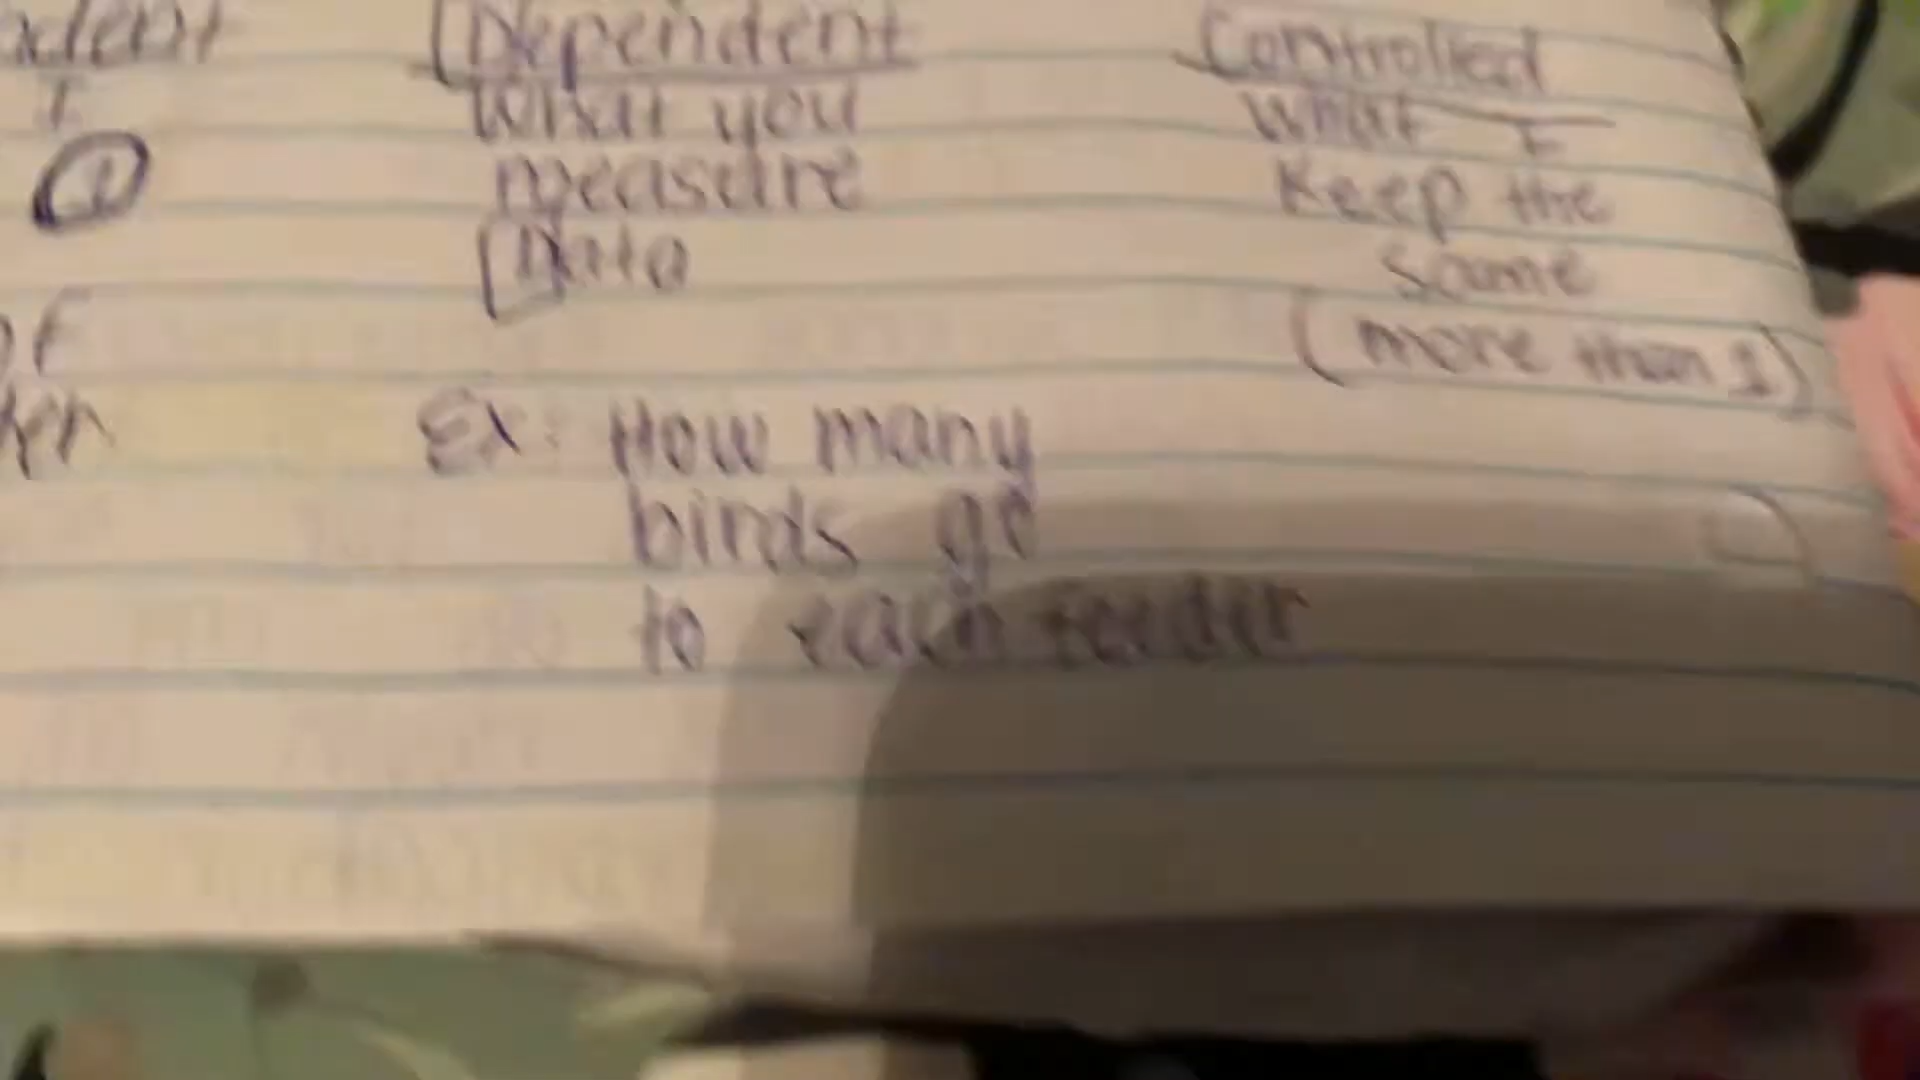 Dependent
What you
measure
Data
Ex: How many
birds go
to each feeder
Controlled
What I
Keep the
same
(more than 1)